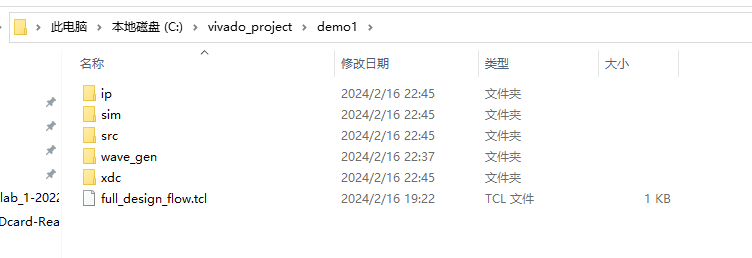 此电脑 > 本地磁盘 (C:) > vivado_project > demo1 >
名称 修改日期 类型 大小
ip 2024/2/16 22:45 文件夹
sim 2024/2/16 22:45 文件夹
src 2024/2/16 22:45 文件夹
wave_gen 2024/2/16 22:37 文件夹
xdc 2024/2/16 22:45 文件夹
lab_1-2022
full_design_flow.tcl 2024/2/16 19:22 TCL 文件 1 KB
Dcard-Rea